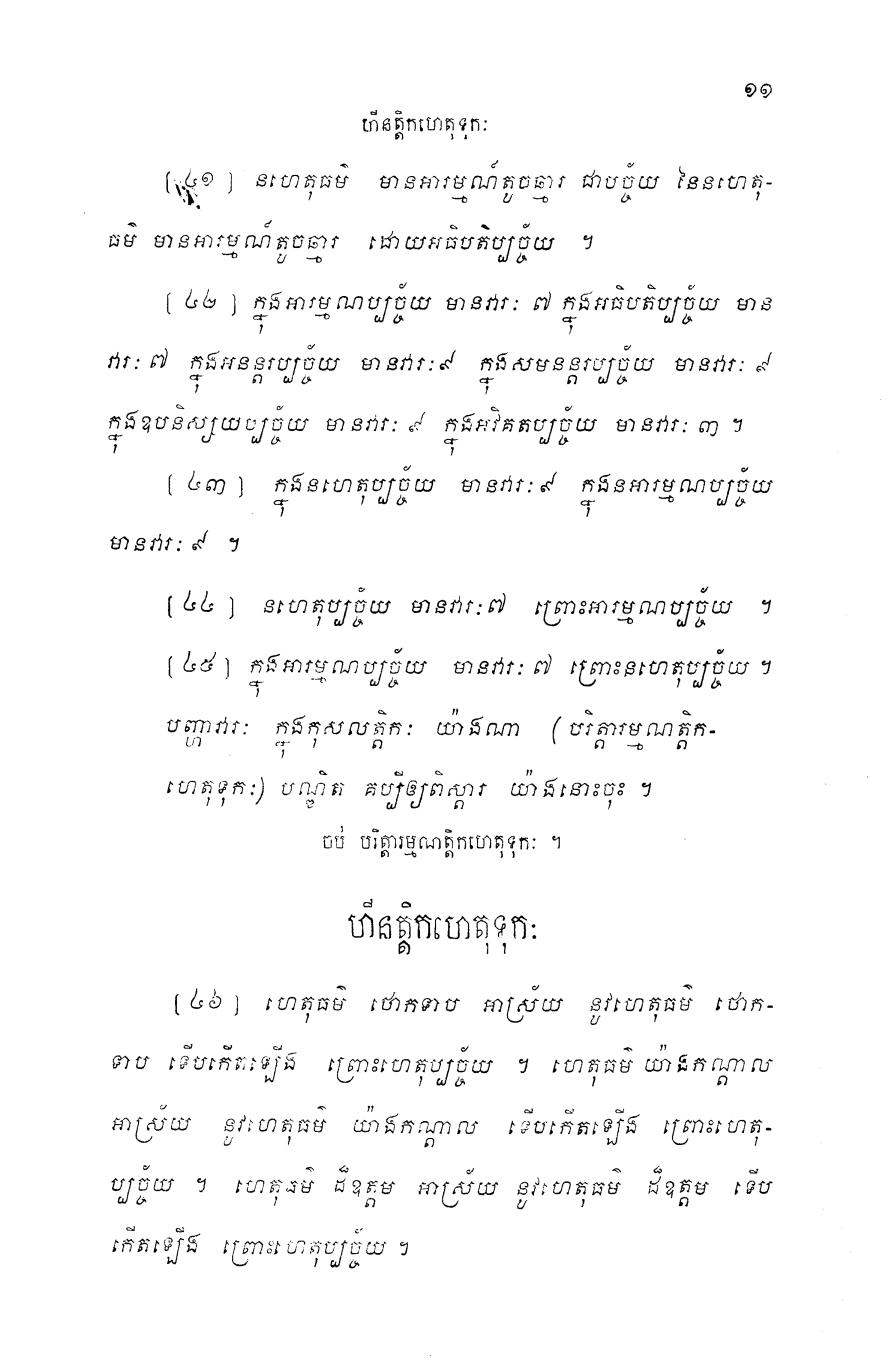 ១១
ហីនត្តិកហេតុទុកៈ
[ ៤១ ] នហេតុធម៌ មានអារម្មណ៍តូចឆ្មារ ជាបច្ច័យ នៃនហេតុ-
ធម៌ មានអារម្មណ៍តូចឆ្មារ ដោយអធិបតិប្បច្ច័យ ។
[ ៤២ ] ក្នុងអារម្មណប្បច្ច័យ មានវារៈ ៧ ក្នុងអធិបតិប្បច្ច័យ មាន
វារៈ ៧ ក្នុងអនន្តរប្បច្ច័យ មានវារៈ ៩ ក្នុងសមនន្តរប្បច្ច័យ មានវារៈ ៩
ក្នុងឧបនិស្សយប្បច្ច័យ មានវារៈ ៩ ក្នុងអវិគតប្បច្ច័យ មានវារៈ ៣ ។
[ ៤៣ ] ក្នុងនហេតុប្បច្ច័យ មានវារៈ ៩ ក្នុងនអារម្មណប្បច្ច័យ
មានវារៈ ៩ ។
[ ៤៤ ] នហេតុប្បច្ច័យ មានវារៈ ៧ ព្រោះអារម្មណប្បច្ច័យ ។
[ ៤៥ ] ក្នុងអារម្មណប្បច្ច័យ មានវារៈ ៧ ព្រោះនហេតុប្បច្ច័យ ។
បញ្ហាវារៈ ក្នុងកុសលត្តិកៈ យ៉ាងណា ( បរិត្តារម្មណត្តិក-
ហេតុទុកៈ) បណ្ឌិត គប្បីឲ្យពិស្តារ យ៉ាងនោះចុះ ។
ចប់ បរិត្តារម្មណត្តិកហេតុទុកៈ ។
ហីនត្តិកហេតុទុកៈ
[ ៤៦ ] ហេតុធម៌ ថោកទាប អាស្រ័យ នូវហេតុធម៌ ថោក-
ទាប ទើបកើតឡើង ព្រោះហេតុប្បច្ច័យ ។ ហេតុធម៌ យ៉ាងកណ្តាល
អាស្រ័យ នូវហេតុធម៌ យ៉ាងកណ្តាល ទើបកើតឡើង ព្រោះហេតុ-
ប្បច្ច័យ ។ ហេតុធម៌ ដ៏ឧត្តម អាស្រ័យ នូវហេតុធម៌ ដ៏ឧត្តម ទើប
កើតឡើង ព្រោះហេតុប្បច្ច័យ ។